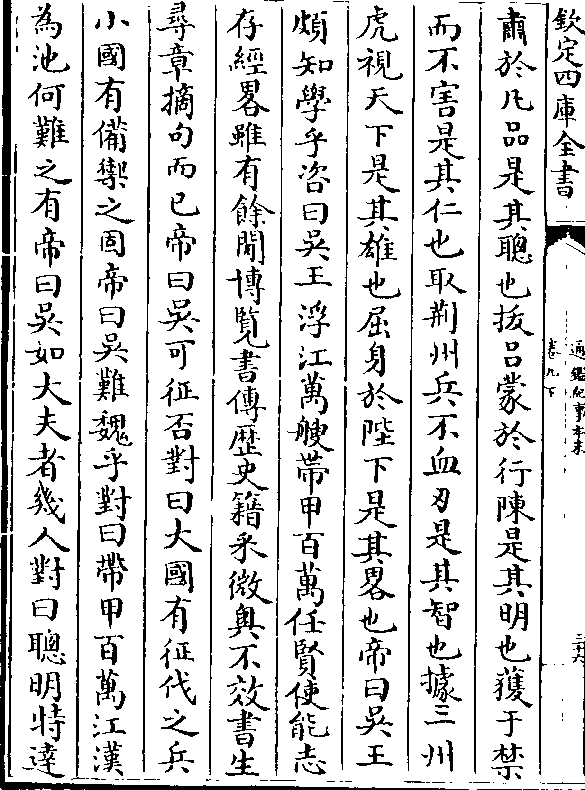 欽定四庫全書
通鑑紀事本末
卷九下
三十六
肅於凡品是其聰也拔吕蒙於行陳是其明也獲于禁
而不害是其仁也取荆州兵不血刃是其智也據三州
虎視天下是其雄也屈身於陛下是其畧也帝曰吳王
頗知學乎咨曰吳王浮江萬艘帶甲百萬任賢使能志
存經畧雖有餘閒博覽書傳歷史籍采微奥不效書生
尋章摘句而已帝曰吳可征否對曰大國有征伐之兵
小國有備禦之固帝曰吳難魏乎對曰帶甲百萬江漢
為池何難之有帝曰吳如大夫者幾人對曰聰明特達